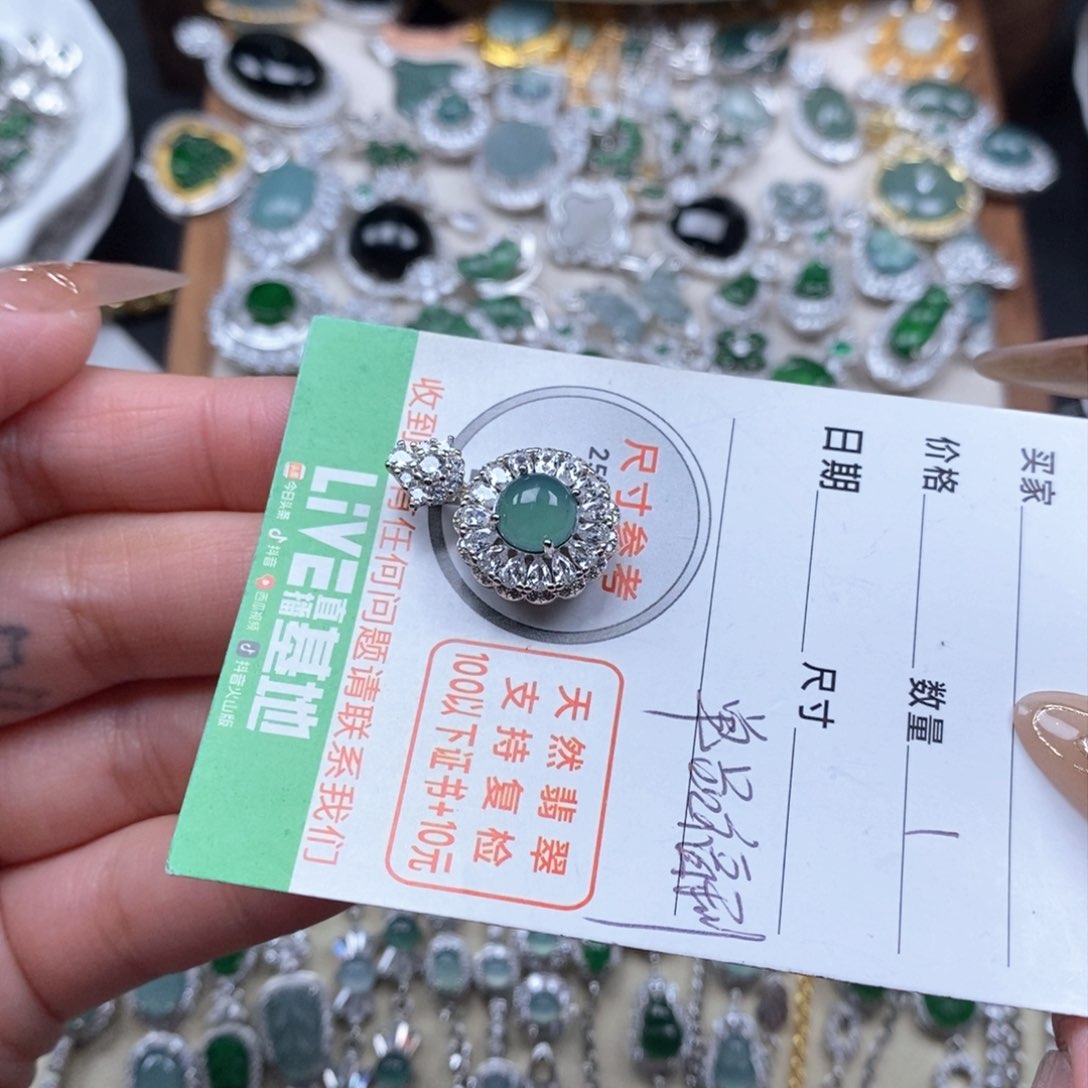 买家
价格
数量 1
日期
尺寸
尺寸参考
25
天然翡翠
支持复检
100以下证书+10元
收到
有任何问题请联系我们
LiVE直播
基地
今日头条 抖音 西瓜视频 抖音火山版